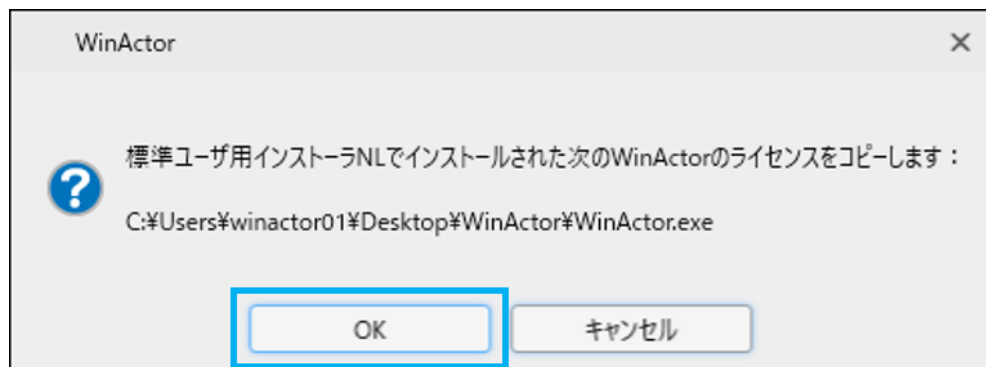 WinActor
標準ユーザ用インストーラNLでインストールされた次のWinActorのライセンスをコピーします：
C:¥Users¥winactor01¥Desktop¥WinActor¥WinActor.exe
OK
キャンセル